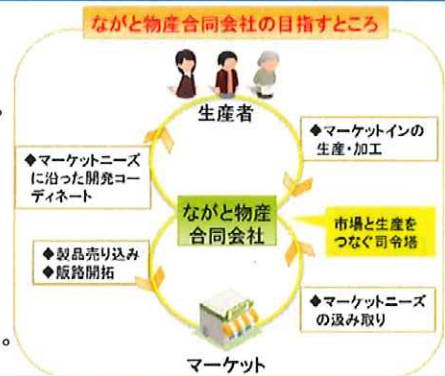 ながと物産合同会社の目指すところ
生産者
◆マーケットインの
生産・加工
◆マーケットニーズ
に沿った開発コー
ディネート
ながと物産
合同会社
市場と生産を
つなぐ司令塔
◆製品売り込み
◆販路開拓
◆マーケットニーズ
の汲み取り
マーケット
。
。